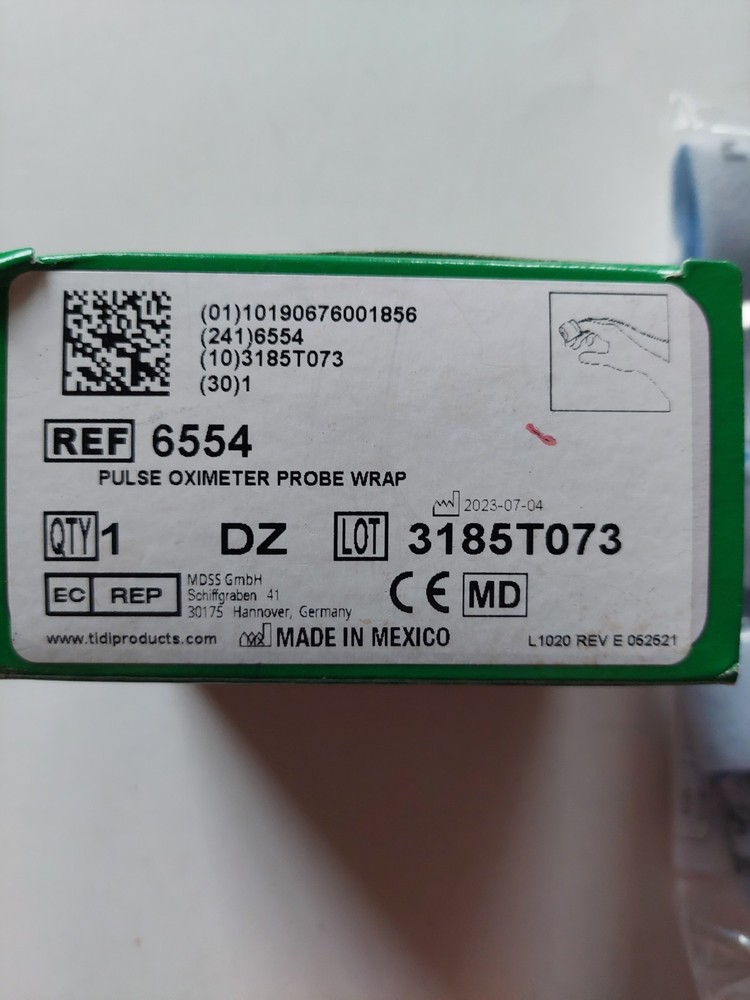 (01)10190676001856
(241)6554
(10)3185T073
(30)1
REF 6554
PULSE OXIMETER PROBE WRAP
2023-07-04
QTY 1 DZ LOT 3185T073
EC REP
MDSS GmbH
Schiffgraben 41
30175 Hannover, Germany
CE MD
www.tidiproducts.com MADE IN MEXICO L1020 REV E 052521